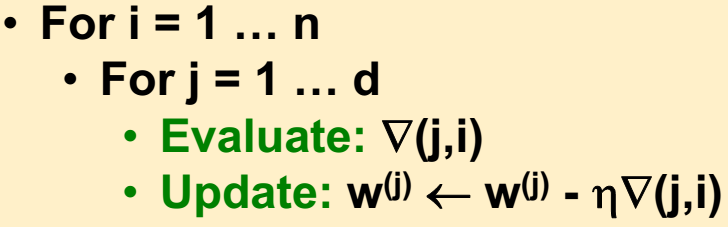 • For i = 1 … n
• For j = 1 … d
• Evaluate: ∇(j,i)
• Update: w⁽ʲ⁾ ← w⁽ʲ⁾ - η∇(j,i)